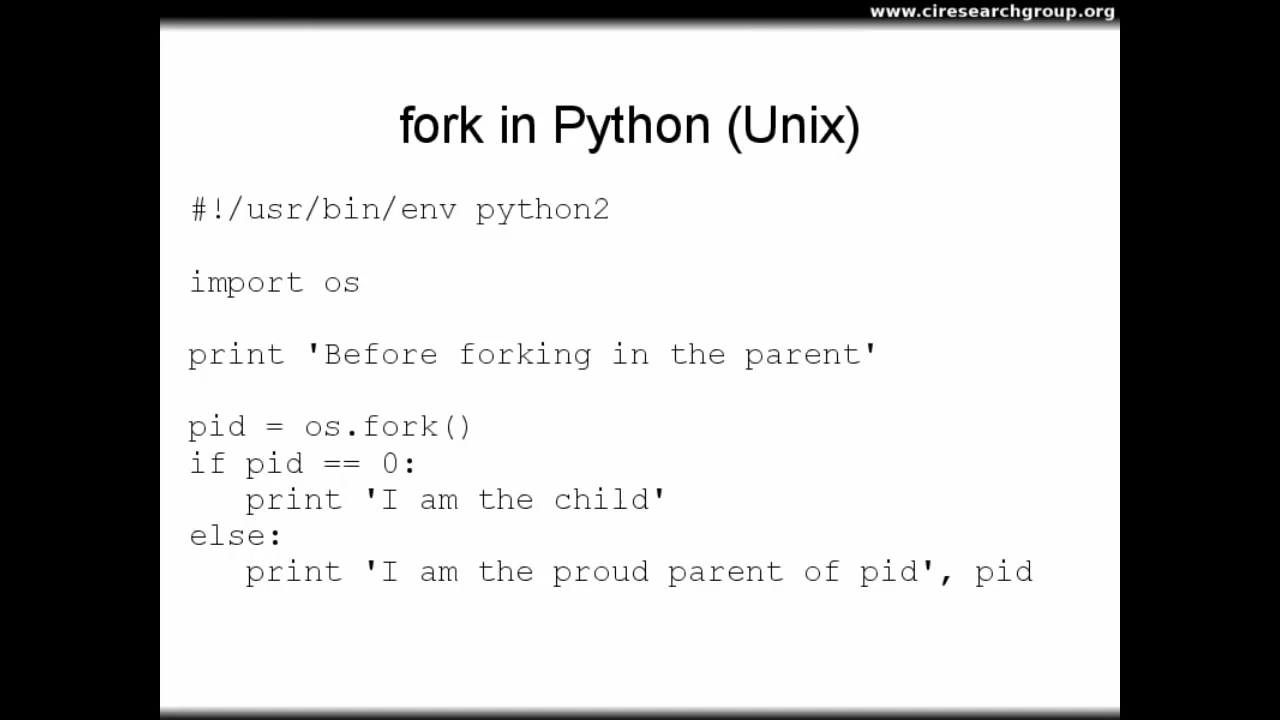 www.ciresearchgroup.org
fork in Python (Unix)
#!/usr/bin/env python2
import os
print 'Before forking in the parent'
pid = os.fork()
if pid == 0:
   print 'I am the child'
else:
   print 'I am the proud parent of pid', pid